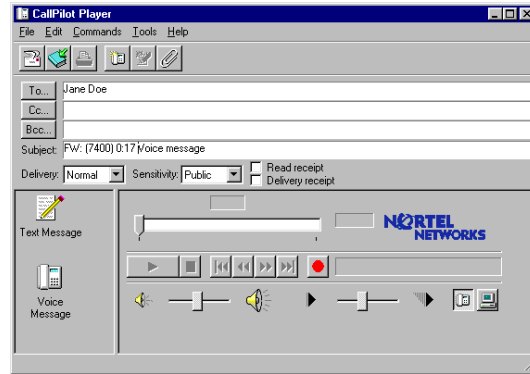 CallPilot Player
File Edit Commands Tools Help
To... Jane Doe
Cc...
Bcc...
Subject: FW: (7400) 0:17 Voice message
Delivery: Normal Sensitivity: Public Read receipt
Delivery receipt
Text Message
NORTEL
NETWORKS
Voice
Message